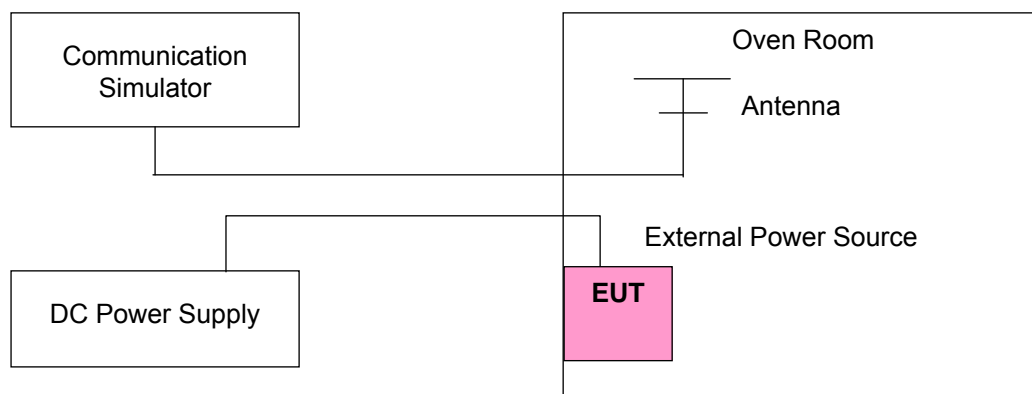 Communication
Simulator
Oven Room
Antenna
External Power Source
DC Power Supply
EUT